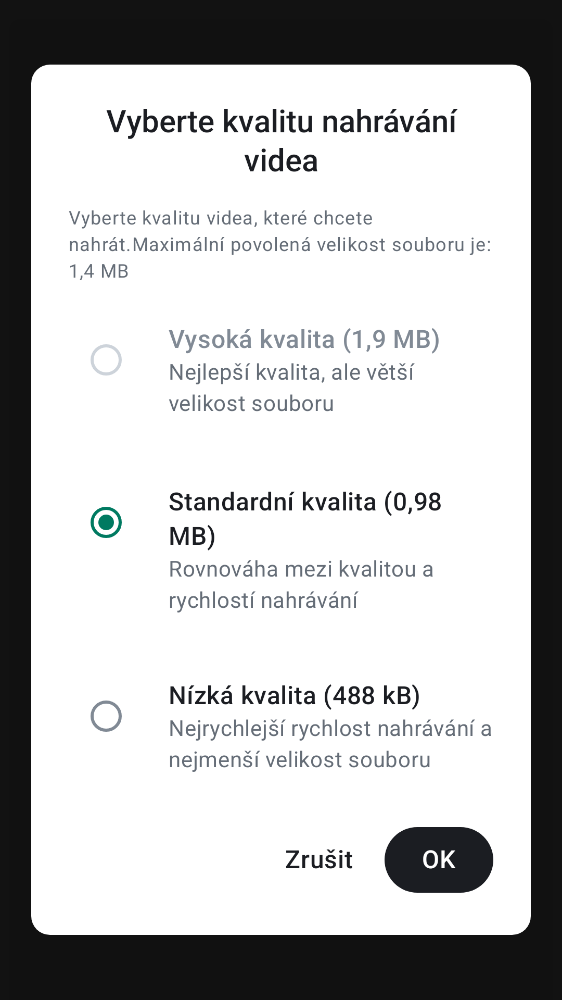 Vyberte kvalitu nahrávání
videa
Vyberte kvalitu videa, které chcete
nahrát.Maximální povolená velikost souboru je:
1,4 MB
Vysoká kvalita (1,9 MB)
Nejlepší kvalita, ale větší
velikost souboru
Standardní kvalita (0,98
MB)
Rovnováha mezi kvalitou a
rychlostí nahrávání
Nízká kvalita (488 kB)
Nejrychlejší rychlost nahrávání a
nejmenší velikost souboru
Zrušit
OK